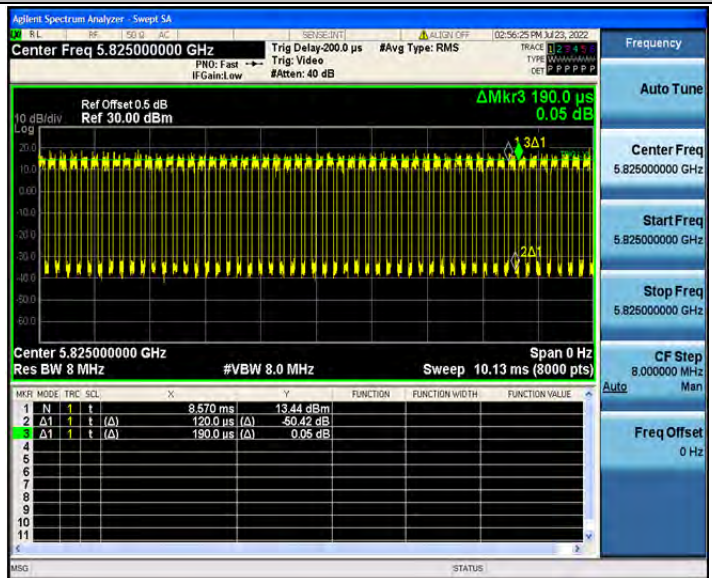 Agilent Spectrum Analyzer - Swept SA
RL RF 50 Ω AC SENSE:INT ALIGN OFF 02:56:25 PM Jul 23, 2022
Center Freq 5.825000000 GHz
Trig Delay-200.0 µs #Avg Type: RMS TRACE 1 2 3 4 5 6
PNO: Fast Trig: Video TYPE
IFGain:Low #Atten: 40 dB DET P P P P P P
Ref Offset 0.5 dB ΔMkr3 190.0 µs
10 dB/div Ref 30.00 dBm 0.05 dB
Log
20.0
10.0
0.00
-10.0
-20.0
-30.0
-40.0
-50.0
-60.0
1 3Δ1
2Δ1
Center 5.825000000 GHz Span 0 Hz
Res BW 8 MHz #VBW 8.0 MHz Sweep 10.13 ms (8000 pts)
MKR MODE TRC SCL X Y FUNCTION FUNCTION WIDTH FUNCTION VALUE
1 N 1 t 8.570 ms 13.44 dBm
2 Δ1 1 t (Δ) 120.0 µs (Δ) -50.42 dB
3 Δ1 1 t (Δ) 190.0 µs (Δ) 0.05 dB
4
5
6
7
8
9
10
11
MSG STATUS
Frequency
Auto Tune
Center Freq
5.825000000 GHz
Start Freq
5.825000000 GHz
Stop Freq
5.825000000 GHz
CF Step
8.000000 MHz
Auto Man
Freq Offset
0 Hz